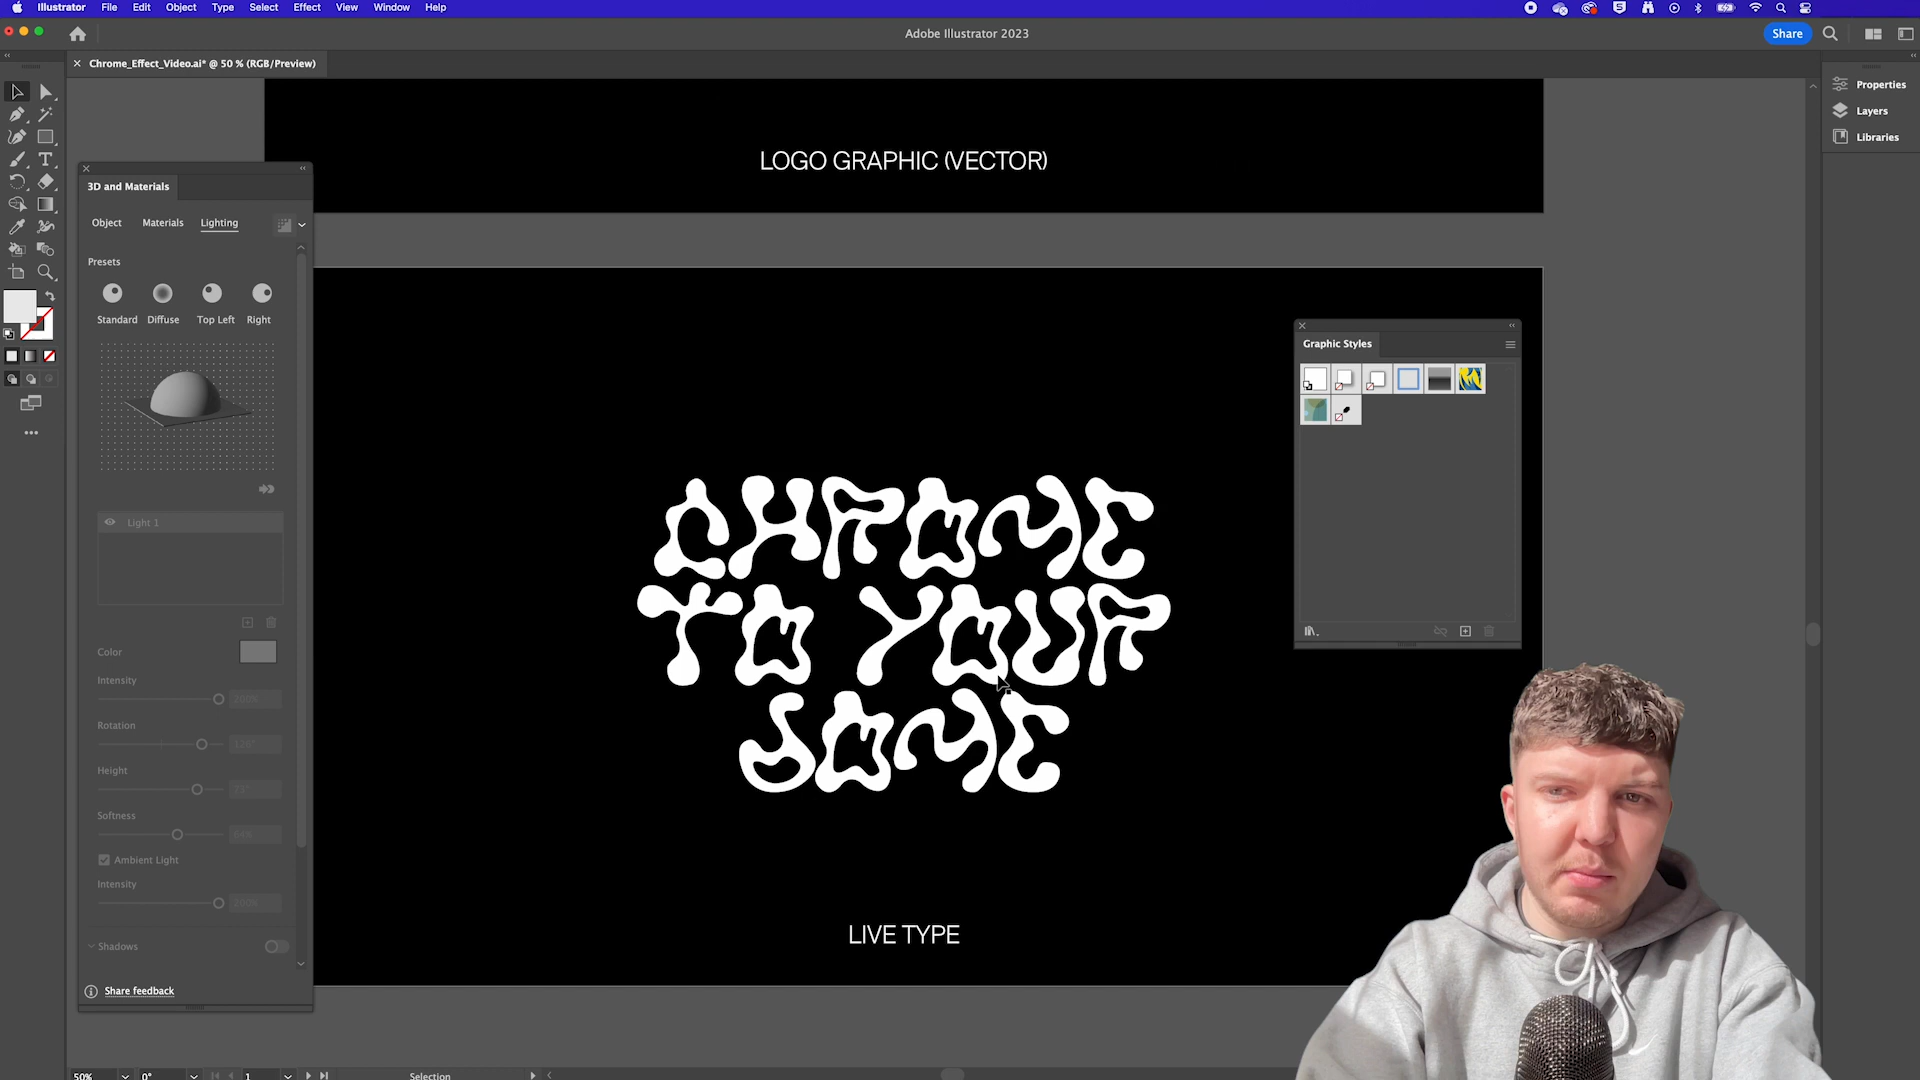 Illustrator File Edit Object Type Select Effect View Window Help
Adobe Illustrator 2023
Share
Chrome_Effect_Video.ai* @ 50 % (RGB/Preview)
Properties
Layers
Libraries
LOGO GRAPHIC (VECTOR)
3D and Materials
Object Materials Lighting
Presets
Standard Diffuse Top Left Right
Light 1
Color
Intensity
200%
Rotation
Height
Softness
Ambient Light
Intensity
200%
Shadows
Share feedback
Graphic Styles
CHROME
TO YOUR
SOME
LIVE TYPE
50% 0° 1 Selection